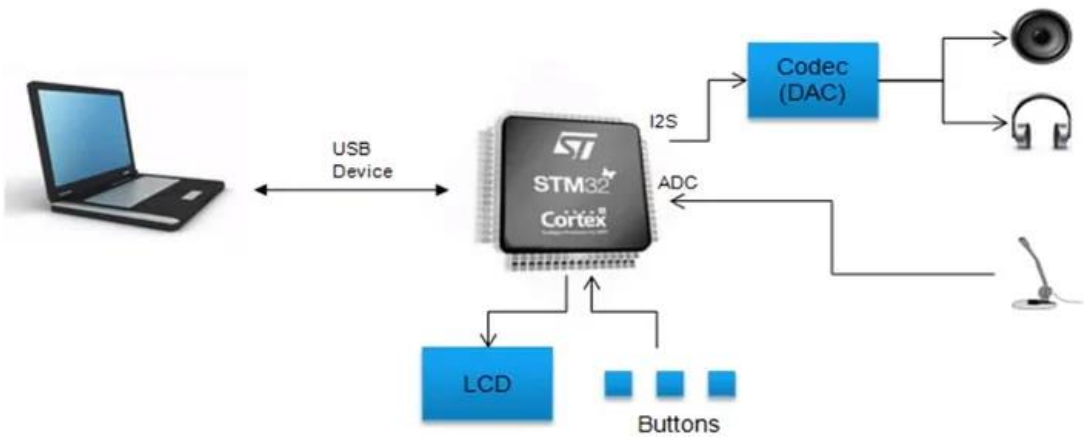 Codec
(DAC)
I2S
USB
Device
ST
STM32
ADC
Cortex
LCD
Buttons